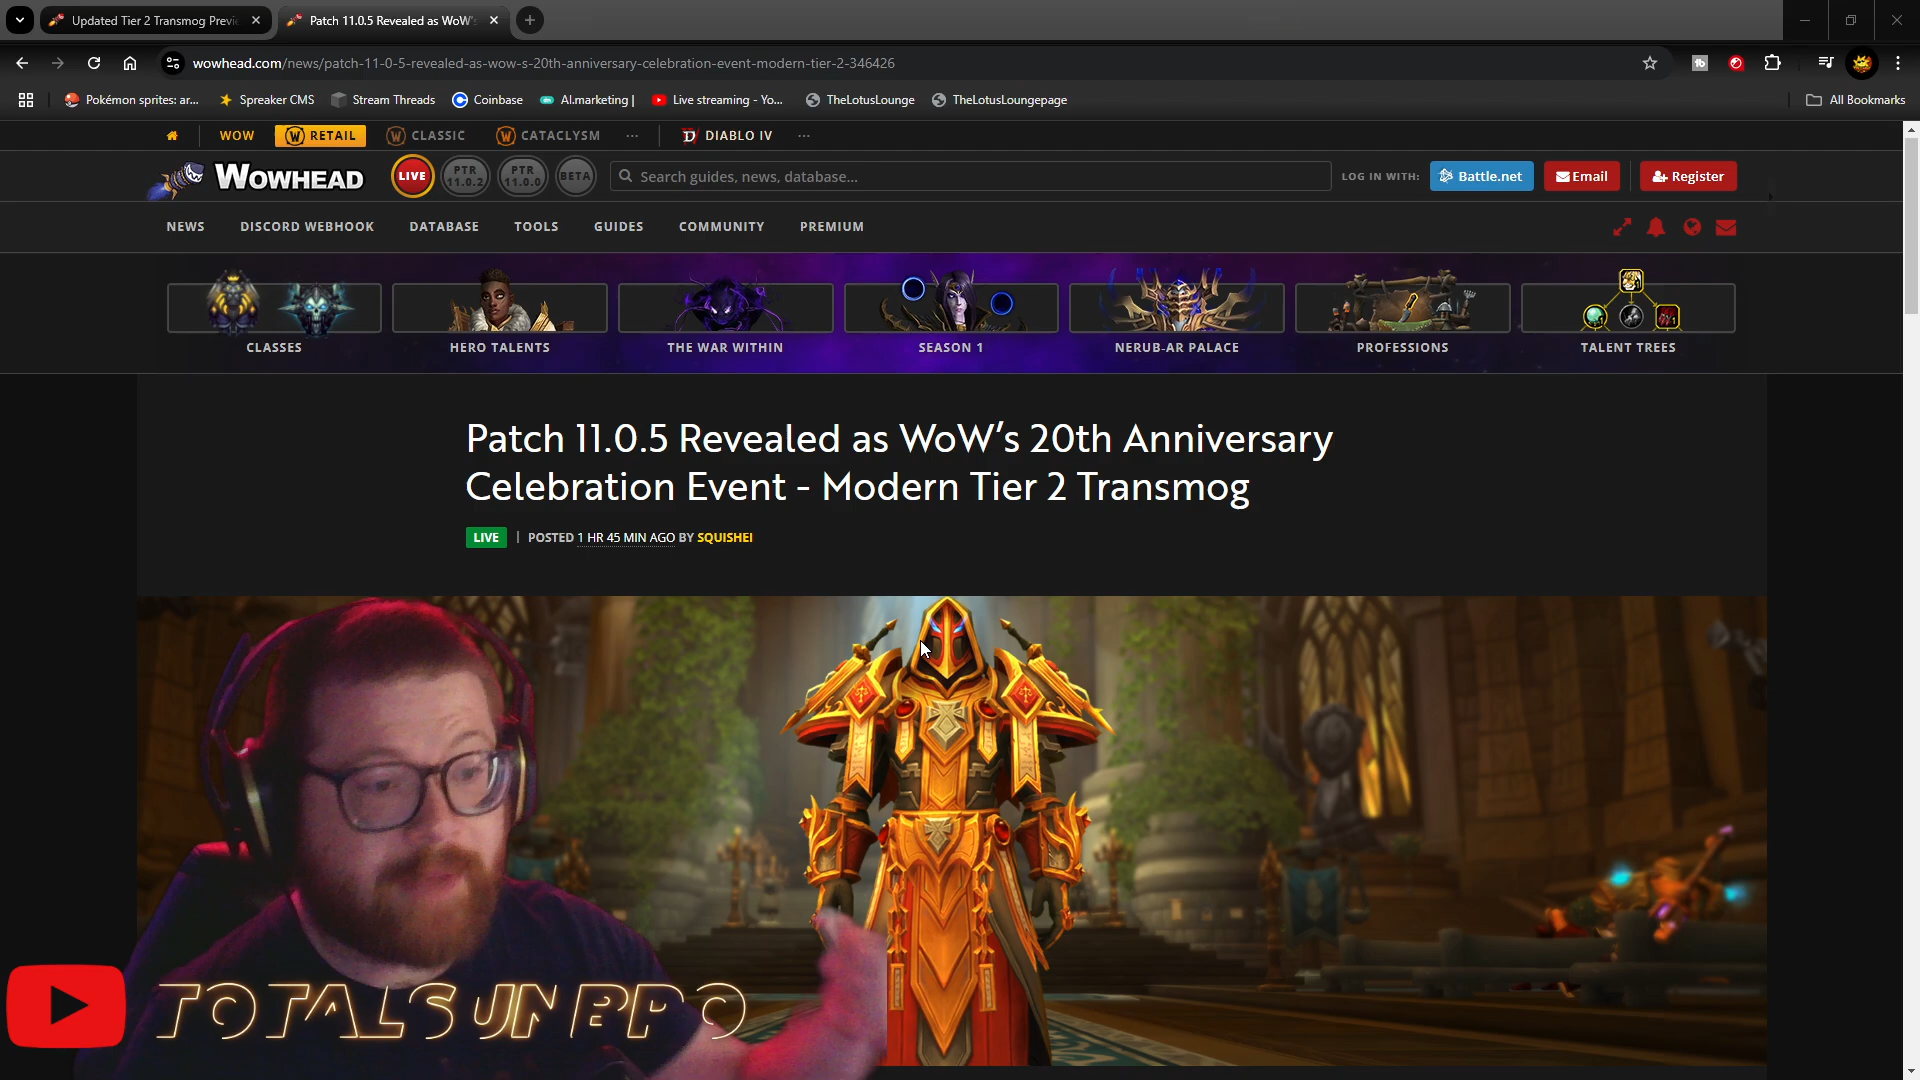 Updated Tier 2 Transmog Previ
Patch 11.0.5 Revealed as WoW's
wowhead.com/news/patch-11-0-5-revealed-as-wow-s-20th-anniversary-celebration-event-modern-tier-2-346426
Pokémon sprites: ar... Spreaker CMS Stream Threads Coinbase AI.marketing | Live streaming - Yo... TheLotusLounge TheLotusLoungepage All Bookmarks
WOW RETAIL CLASSIC CATACLYSM ... DIABLO IV ...
WOWHEAD
LIVE
PTR 11.0.2
PTR 11.0.0
BETA
Search guides, news, database...
LOG IN WITH: Battle.net Email Register
NEWS DISCORD WEBHOOK DATABASE TOOLS GUIDES COMMUNITY PREMIUM
CLASSES HERO TALENTS THE WAR WITHIN SEASON 1 NERUB-AR PALACE PROFESSIONS TALENT TREES
Patch 11.0.5 Revealed as WoW's 20th Anniversary
Celebration Event - Modern Tier 2 Transmog
LIVE | POSTED 1 HR 45 MIN AGO BY SQUISHEI